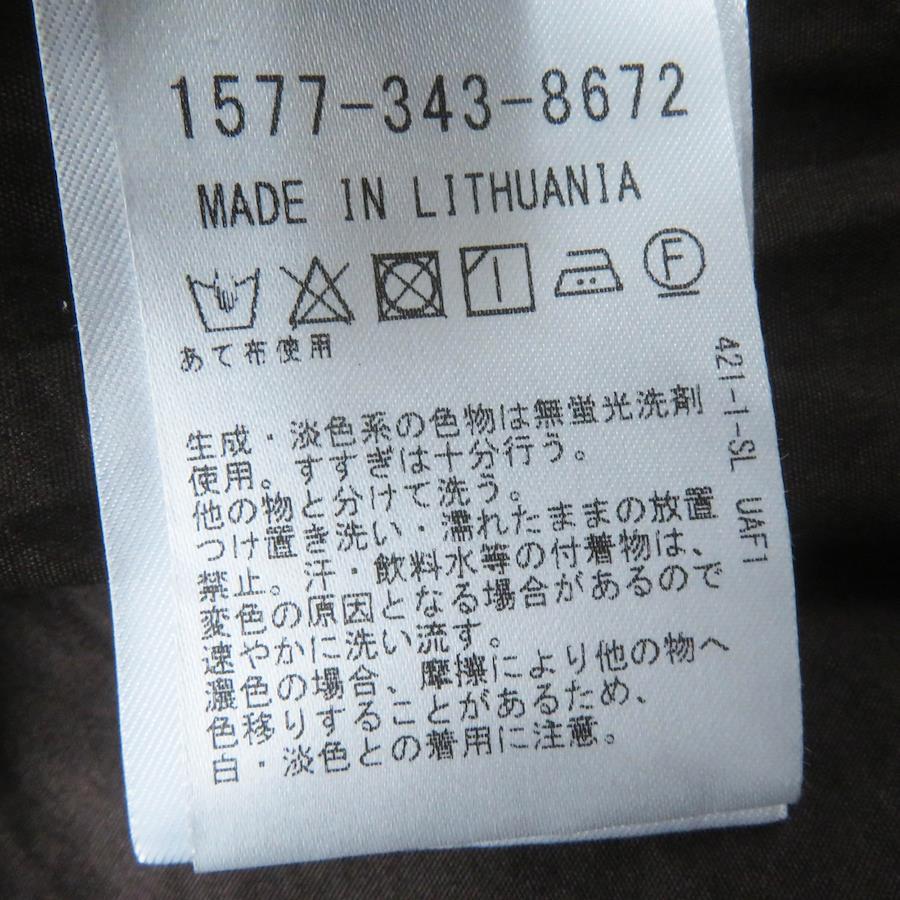 1577-343-8672
MADE IN LITHUANIA
F
あて布使用
生成・淡色系の色物は無蛍光洗剤
使用。すすぎは十分行う。
他の物と分けて洗う。
つけ置き洗い・濡れたままの放置
禁止。汗・飲料水等の付着物は、
変色の原因となる場合があるので
速やかに洗い流す。
濃色の場合、摩擦により他の物へ
色移りすることがあるため、
白・淡色との着用に注意。
421-1-SL UAF1